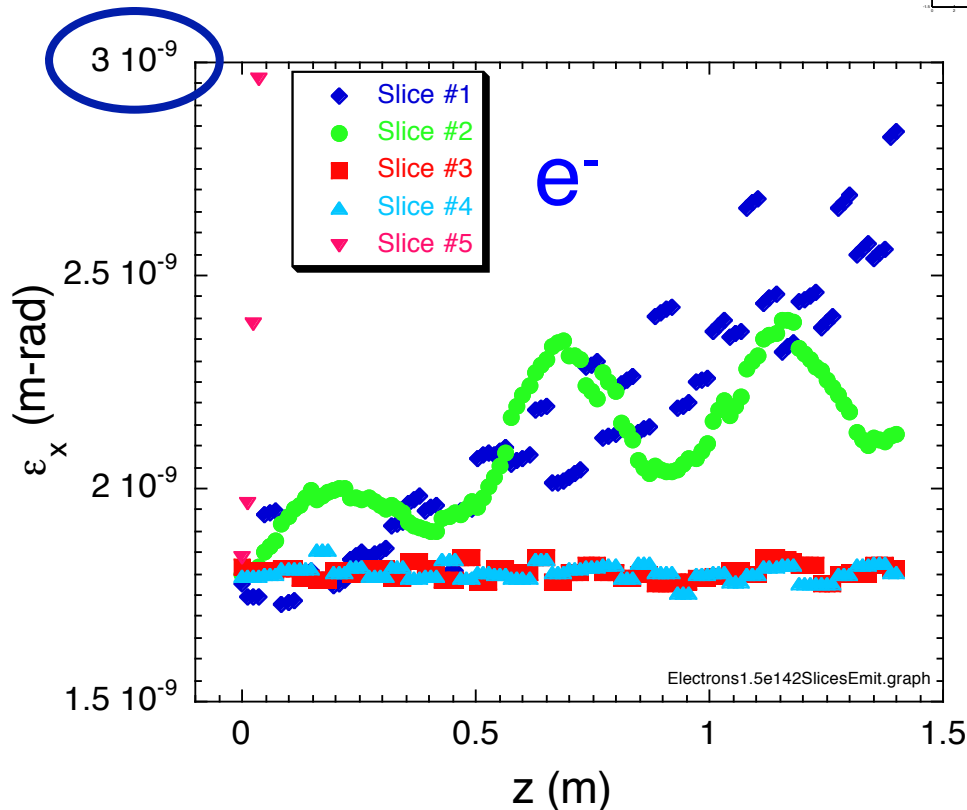 3 10⁻⁹
Slice #1
Slice #2
Slice #3
Slice #4
Slice #5
e⁻
2.5 10⁻⁹
εₓ (m-rad)
2 10⁻⁹
Electrons1.5e142SlicesEmit.graph
1.5 10⁻⁹
0
0.5
1
1.5
z (m)